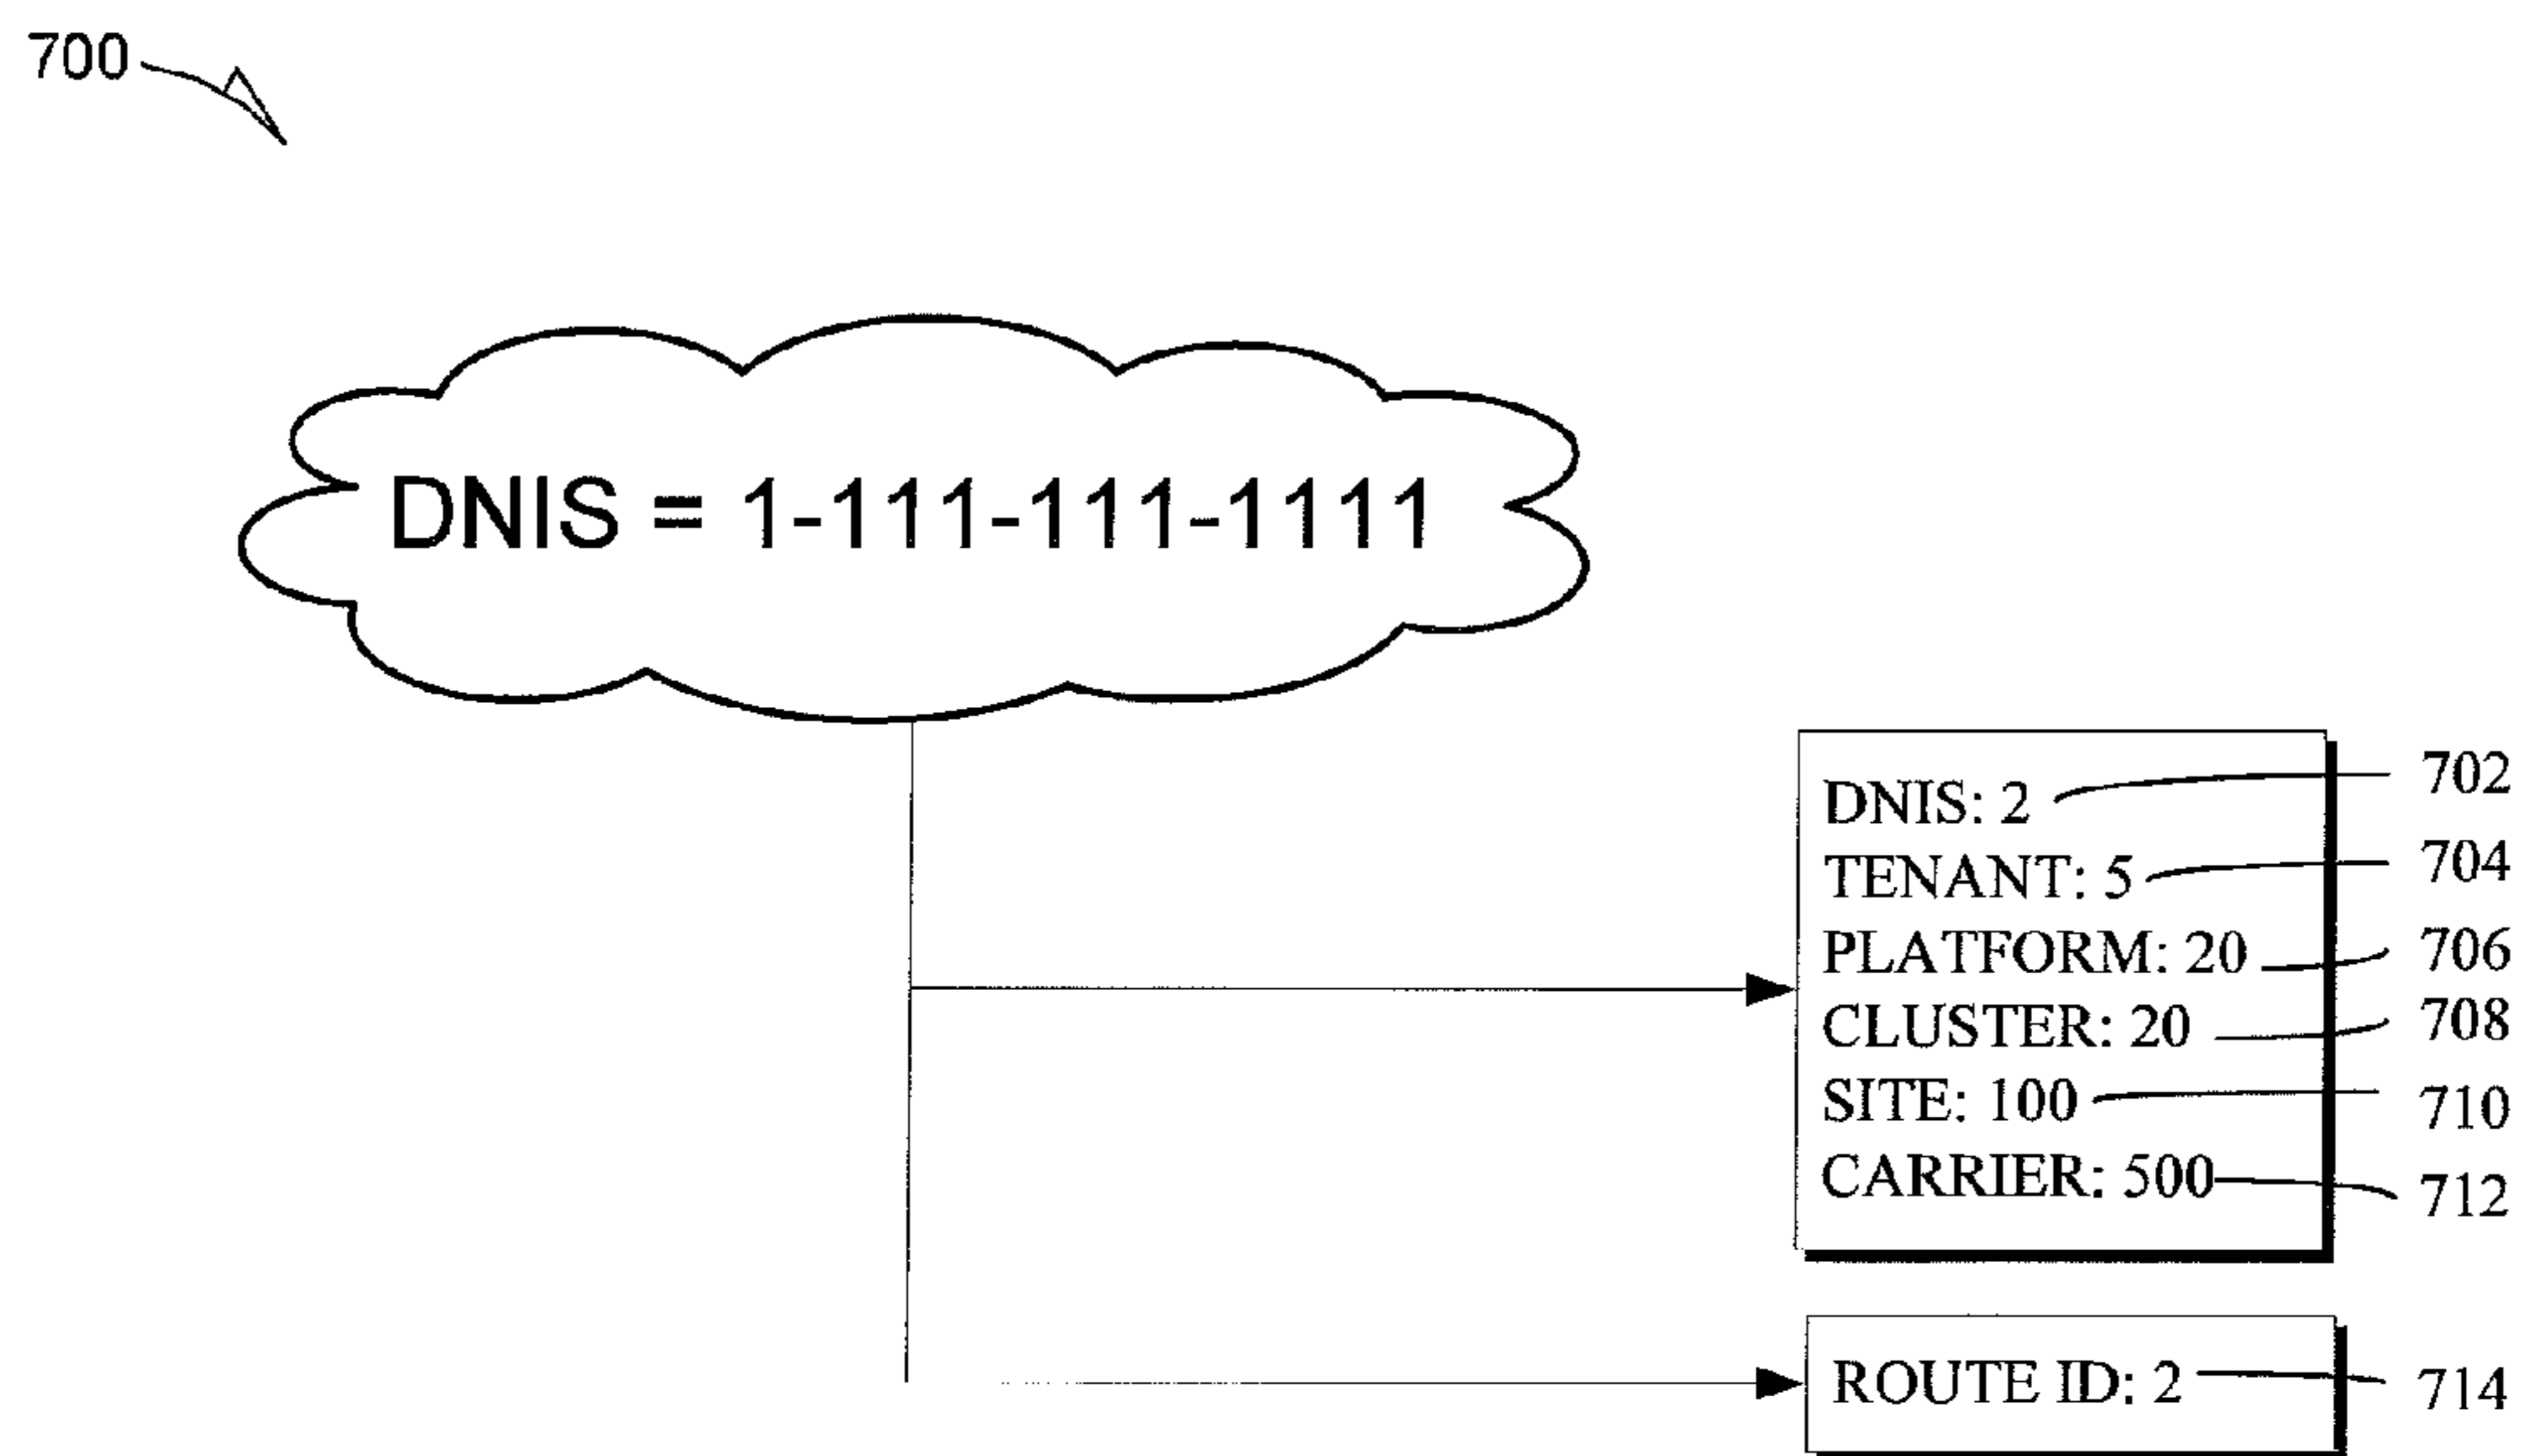 700
DNIS = 1-111-111-1111
DNIS: 2 702
TENANT: 5 704
PLATFORM: 20 706
CLUSTER: 20 708
SITE: 100 710
CARRIER: 500 712
ROUTE ID: 2 714